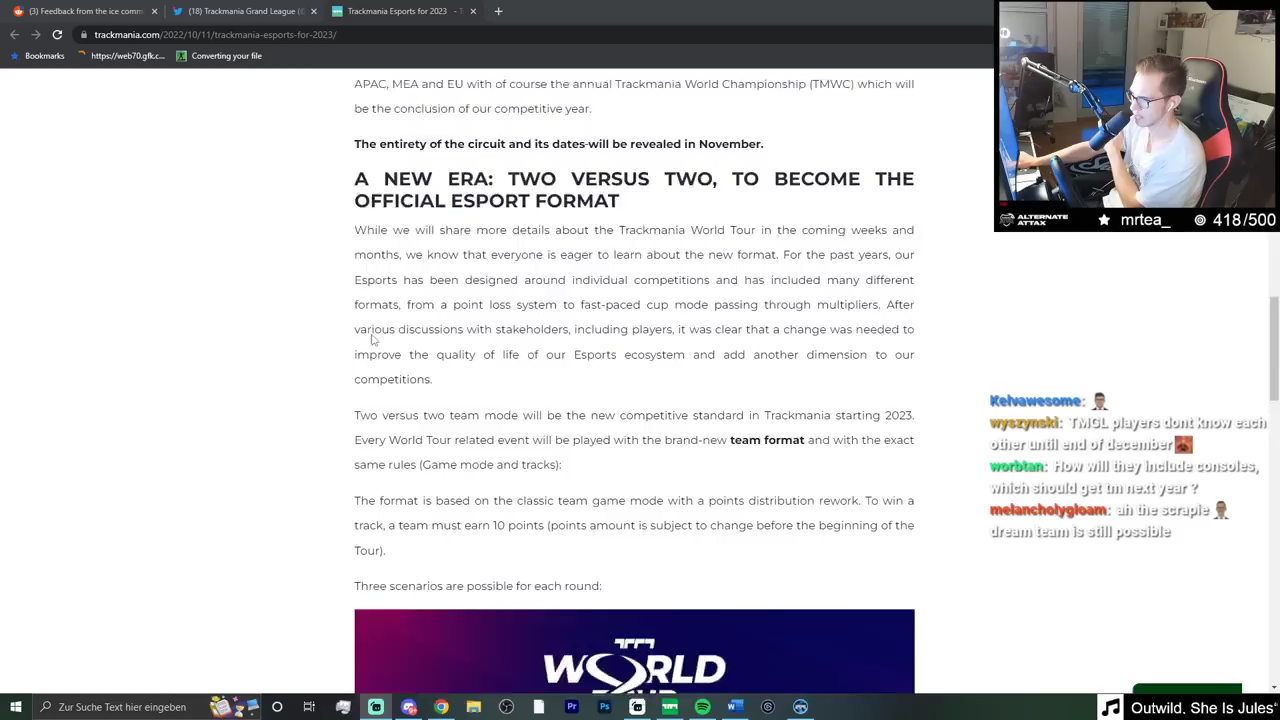 (3) Feedback from the comm
(18) Trackmania Grand League (
Trackmania Esports for 2023
trackmania.com/2022/10/11/trackmania-esports-for-2023/
Bookmarks
https://web70.gfk.c...
Converting your file
APAC, MEA and EU with of course the annual Trackmania World Championship (TMWC) which will
be the conclusion of our competitive year.
The entirety of the circuit and its dates will be revealed in November.
A NEW ERA: TWO VERSUS TWO, TO BECOME THE
OFFICIAL ESPORT FORMAT
While we will share more details about the Trackmania World Tour in the coming weeks and
months, we know that everyone is eager to learn about the new format. For the past years, our
Esports has been designed around individual competitions and has included many different
formats, from a point loss system to fast-paced cup mode passing through multipliers. After
various discussions with stakeholders, including players, it was clear that a change was needed to
improve the quality of life of our Esports ecosystem and add another dimension to our
competitions.
Two versus two team mode will be the new competitive standard in Trackmania starting 2023.
Every World Tour related event will be played with the brand-new team format and with the exact
same rules (Game mode and tracks):
The format is based on the classic team game mode with a points distribution rework. To win a
track, a team must earn 10 points (points amount is subject to change before the beginning of the
Tour).
Three scenarios are possible for each round:
WORLD
ALTERNATE
ATTAX
mrtea_
418/500
Kelvawesome:
wyszynski: TMGL players dont know each
other until end of december
worbtan: How will they include consoles,
which should get tm next year ?
melancholygloam: ah the scrapie
dream team is still possible
Zur Suche Text hier eingeben
Outwild. She Is Jules